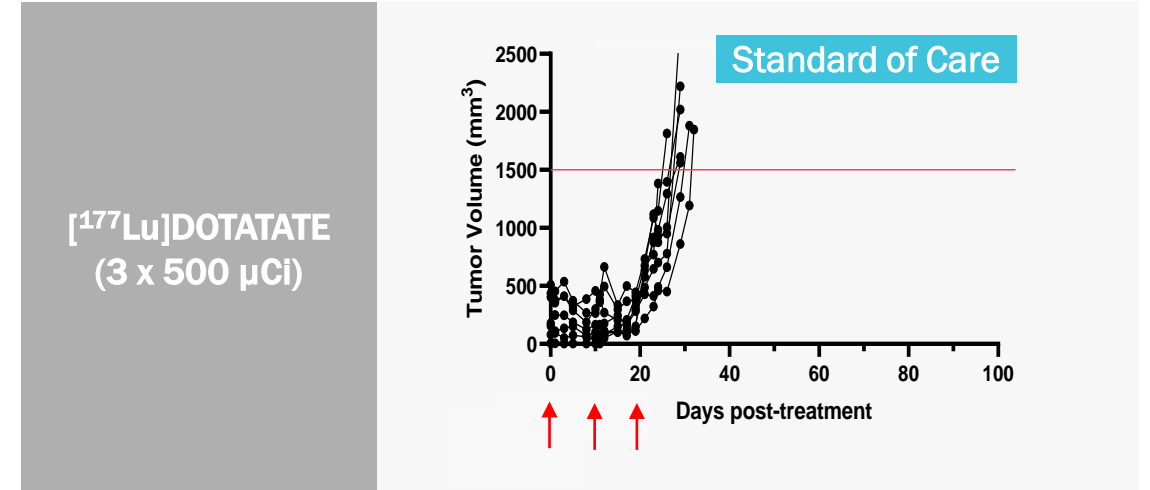 [¹⁷⁷Lu]DOTATATE
(3 x 500 µCi)
Standard of Care
Tumor Volume (mm³)
2500
2000
1500
1000
500
0
0 20 40 60 80 100
Days post-treatment